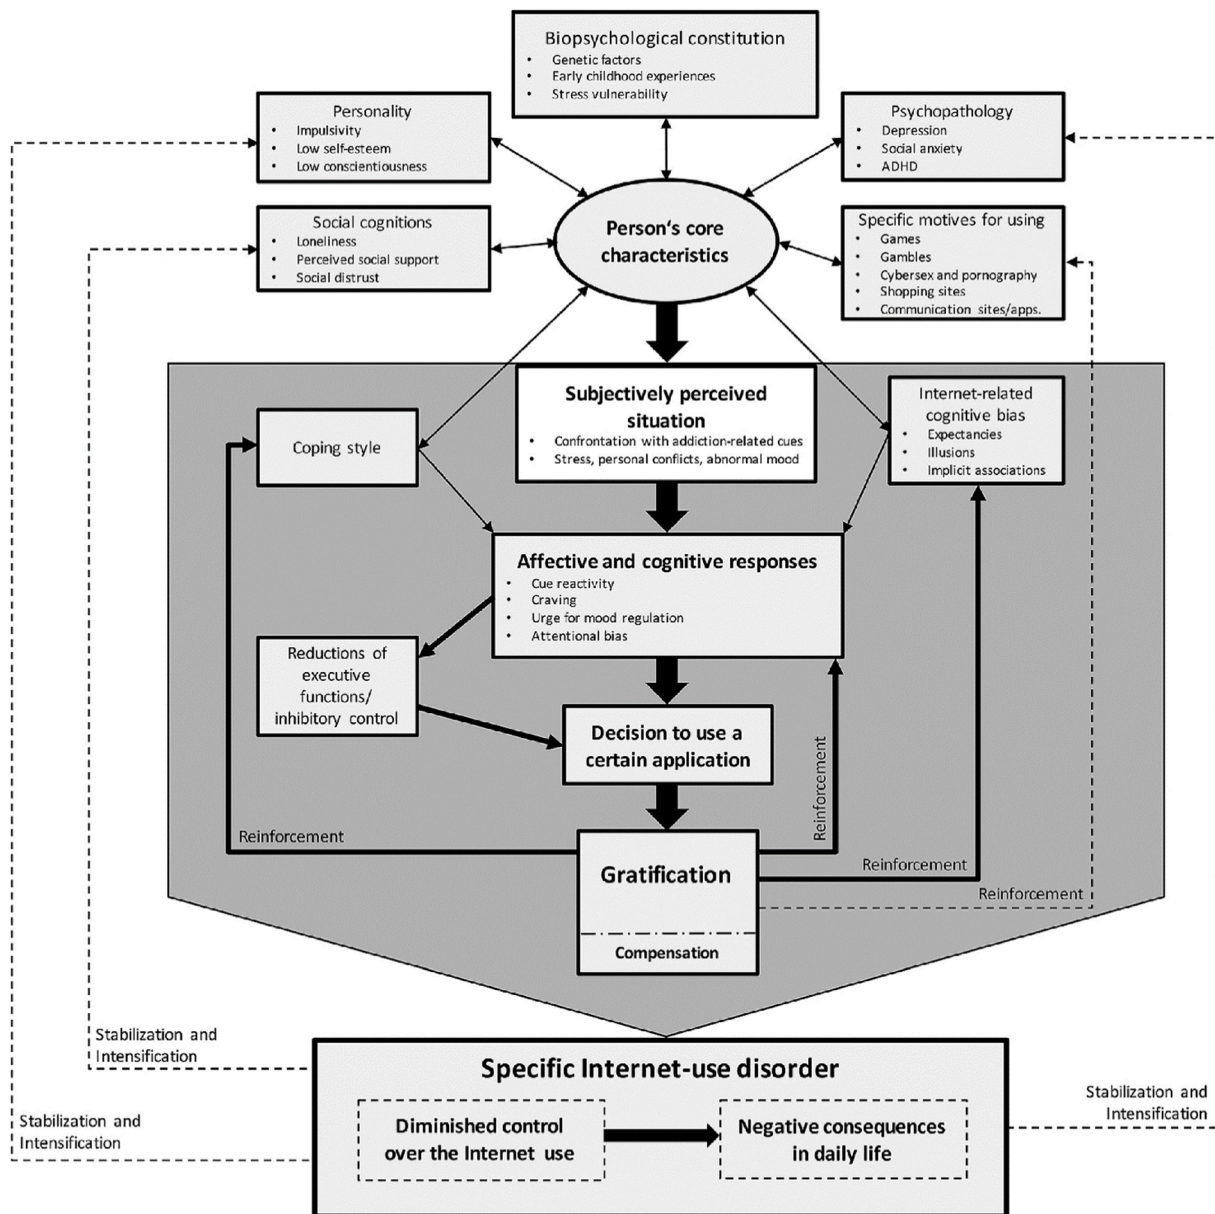 Biopsychological constitution
• Genetic factors
• Early childhood experiences
• Stress vulnerability
Personality
• Impulsivity
• Low self-esteem
• Low conscientiousness
Psychopathology
• Depression
• Social anxiety
• ADHD
Social cognitions
• Loneliness
• Perceived social support
• Social distrust
Person's core
characteristics
Specific motives for using
• Games
• Gambles
• Cybersex and pornography
• Shopping sites
• Communication sites/apps.
Subjectively perceived
situation
• Confrontation with addiction-related cues
• Stress, personal conflicts, abnormal mood
Coping style
Internet-related
cognitive bias
• Expectancies
• Illusions
• Implicit associations
Affective and cognitive responses
• Cue reactivity
• Craving
• Urge for mood regulation
• Attentional bias
Reductions of
executive
functions/
inhibitory control
Decision to use a
certain application
Reinforcement
Reinforcement
Gratification
Reinforcement
Reinforcement
Compensation
Stabilization and
Intensification
Stabilization and
Intensification
Stabilization and
Intensification
Specific Internet-use disorder
Diminished control
over the Internet use
Negative consequences
in daily life